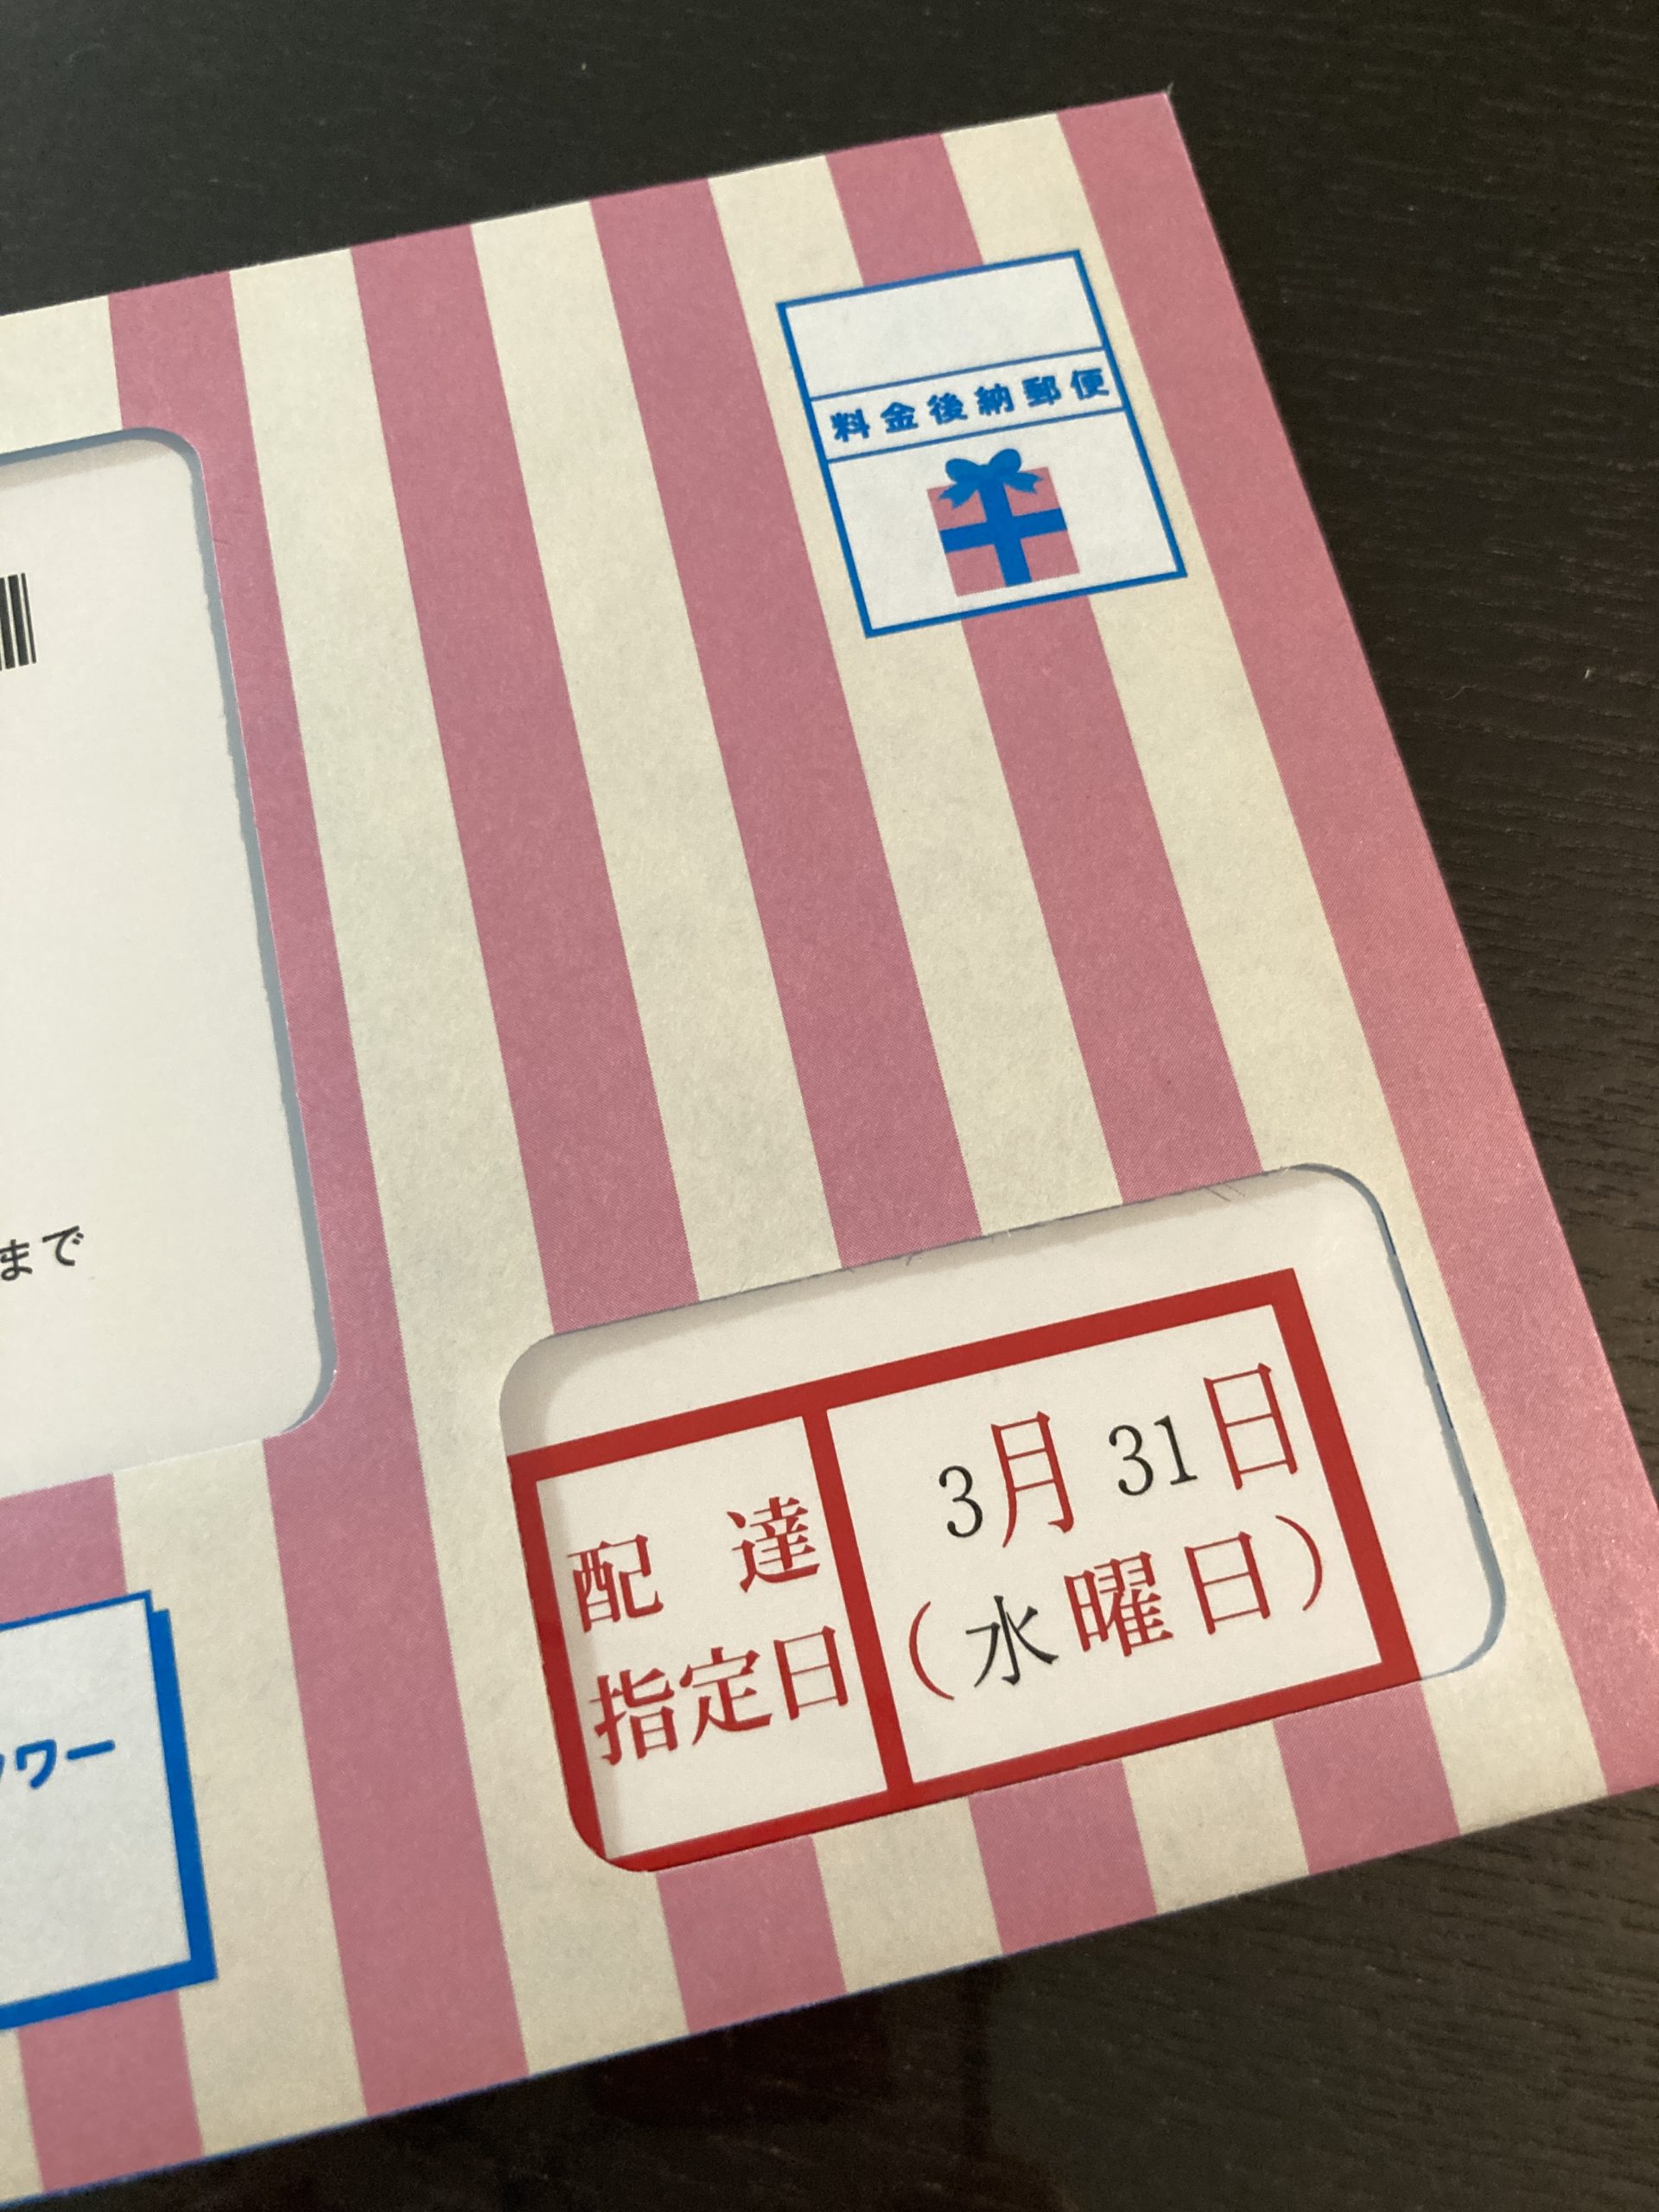 料金後納郵便
まで
配達
指定日
3月31日
(水曜日)
ワー